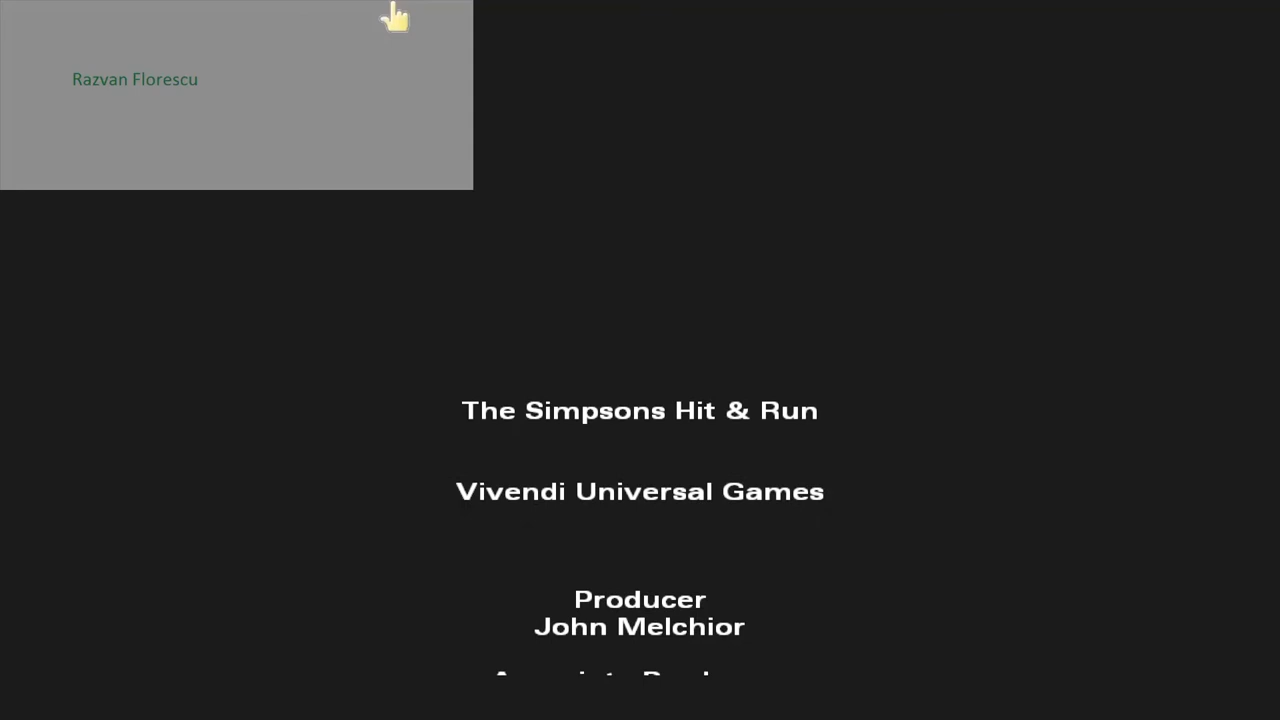 Razvan Florescu
The Simpsons Hit & Run
Vivendi Universal Games
Producer
John Melchior